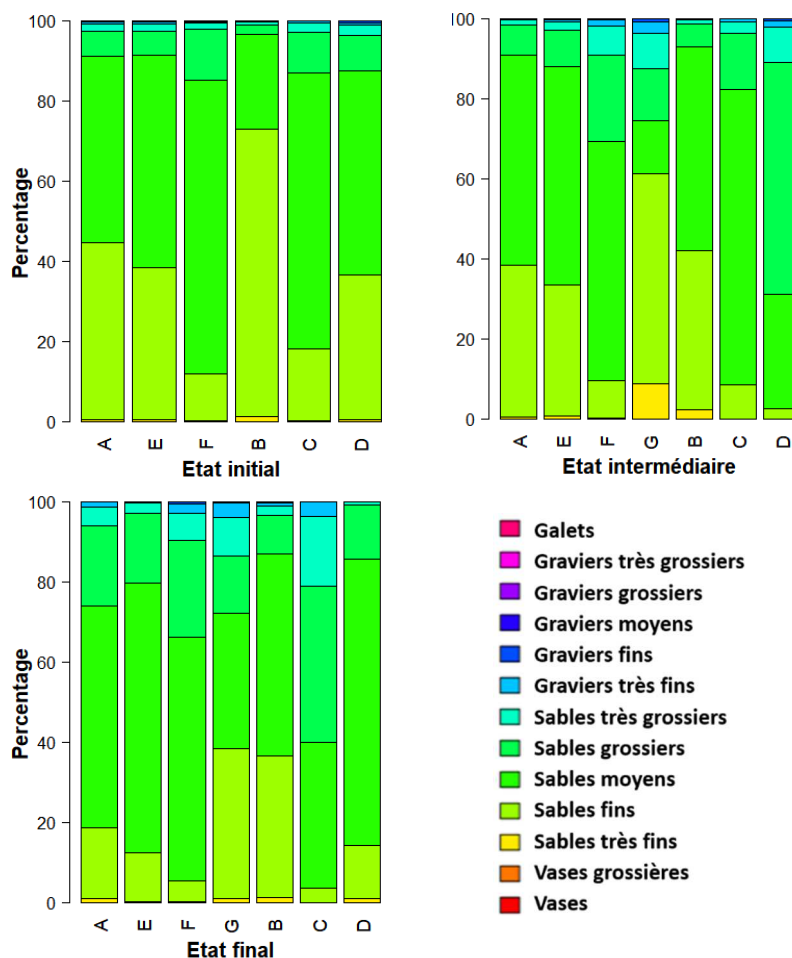 100
80
60
40
20
0
Percentage
A E F B C D
Etat initial
100
80
60
40
20
0
A E F G B C D
Etat intermédiaire
100
80
60
40
20
0
Percentage
A E F G B C D
Etat final
Galets
Graviers très grossiers
Graviers grossiers
Graviers moyens
Graviers fins
Graviers très fins
Sables très grossiers
Sables grossiers
Sables moyens
Sables fins
Sables très fins
Vases grossières
Vases